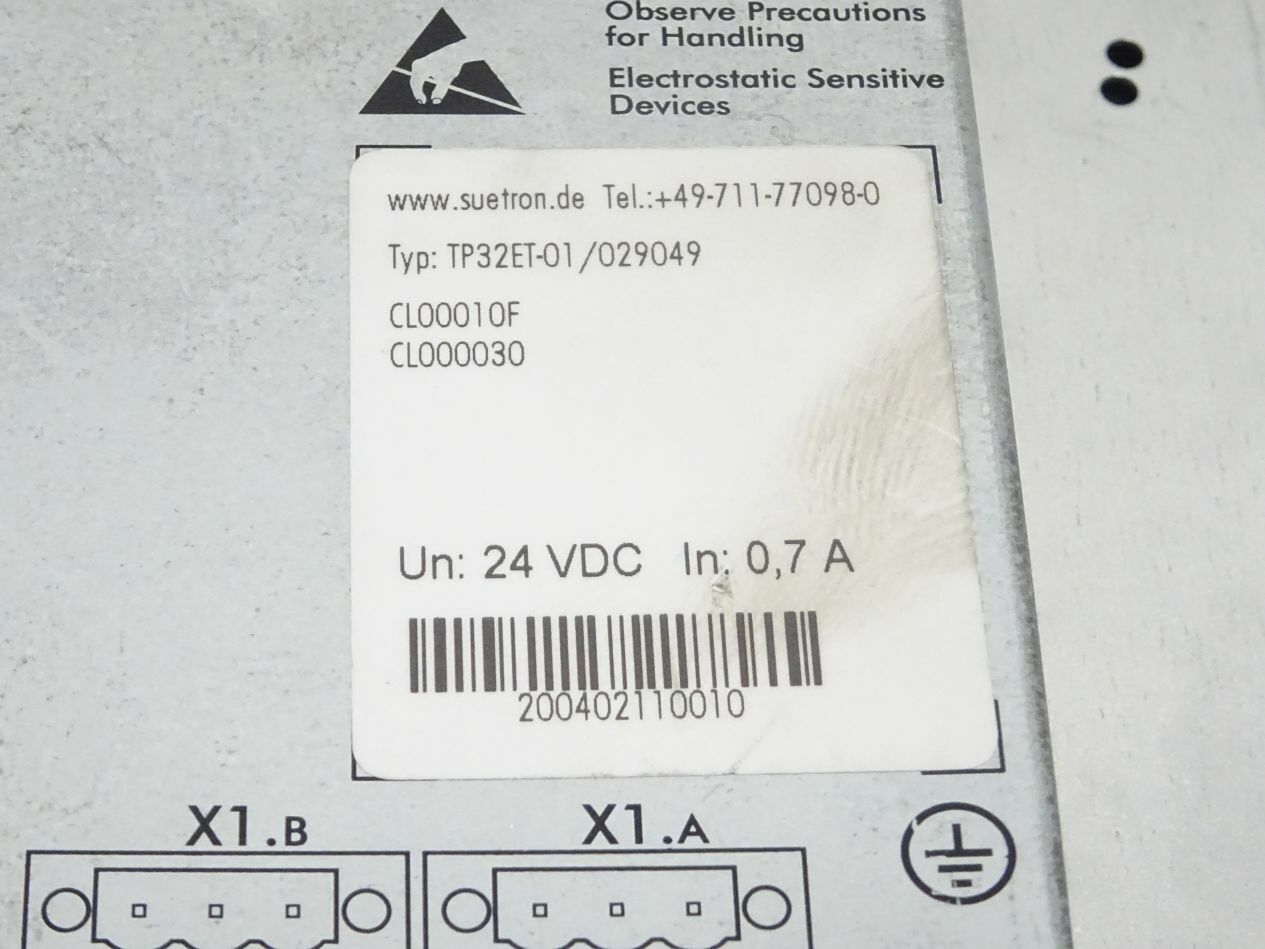 Observe Precautions
for Handling
Electrostatic Sensitive
Devices
www.suetron.de Tel.:+49-711-77098-0
Typ: TP32ET-01/029049
CL00010F
CL000030
Un: 24 VDC In: 0,7 A
200402110010
X1.B X1.A